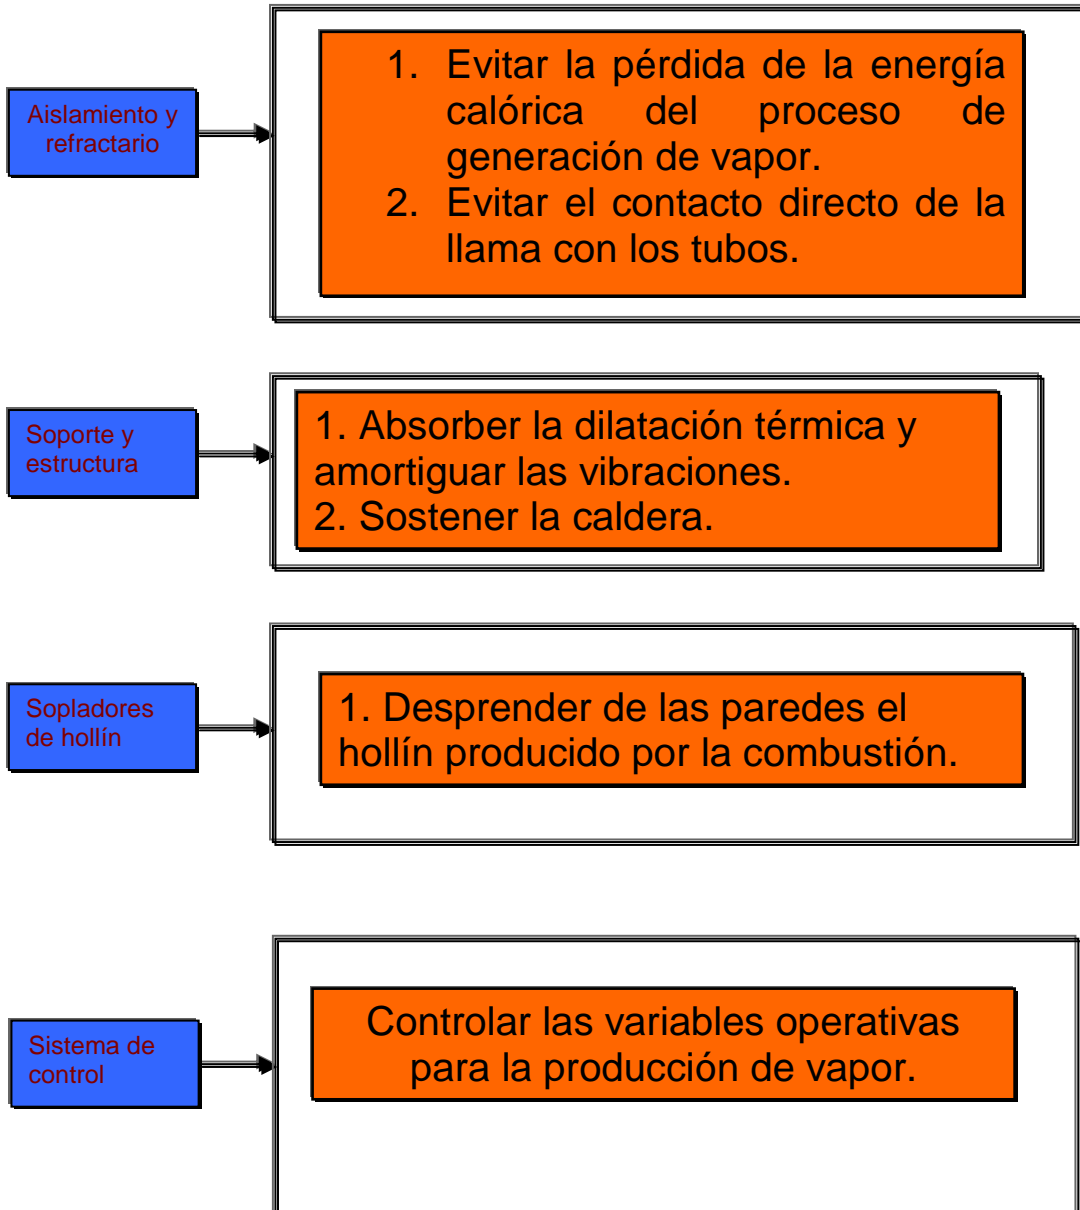 Aislamiento y
refractario
1. Evitar la pérdida de la energía
calórica del proceso de
generación de vapor.
2. Evitar el contacto directo de la
llama con los tubos.
Soporte y
estructura
1. Absorber la dilatación térmica y
amortiguar las vibraciones.
2. Sostener la caldera.
Sopladores
de hollín
1. Desprender de las paredes el
hollín producido por la combustión.
Sistema de
control
Controlar las variables operativas
para la producción de vapor.